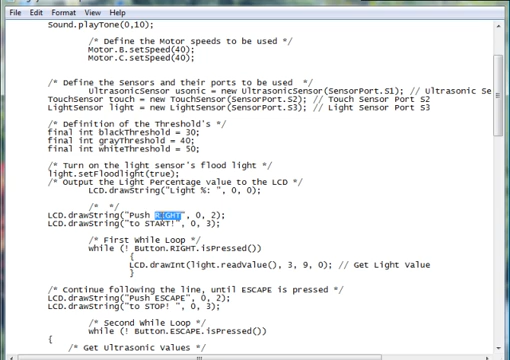 File Edit Format View Help
Sound.playTone(0,10);
/* Define the Motor speeds to be used */
Motor.B.setSpeed(40);
Motor.C.setSpeed(40);
/* Define the Sensors and their ports to be used */
UltrasonicSensor usonic = new UltrasonicSensor(SensorPort.S1); // Ultrasonic Se
TouchSensor touch = new TouchSensor(SensorPort.S2); // Touch Sensor Port S2
LightSensor light = new LightSensor(SensorPort.S3); // Light Sensor Port S3
/* Definition of the Threshold's */
final int blackThreshold = 30;
final int grayThreshold = 40;
final int whiteThreshold = 50;
/* Turn on the light sensor's flood light */
light.setFloodlight(true);
/* Output the Light Percentage value to the LCD */
LCD.drawString("Light %: ", 0, 0);
/* */
LCD.drawString("Push RIGHT", 0, 2);
LCD.drawString("to START!", 0, 3);
/* First While Loop */
while (! Button.RIGHT.isPressed())
{
LCD.drawInt(light.readValue(), 3, 9, 0); // Get Light Value
}
/* Continue following the line, until ESCAPE is pressed */
LCD.drawString("Push ESCAPE", 0, 2);
LCD.drawString("to STOP! ", 0, 3);
/* Second While Loop */
while (! Button.ESCAPE.isPressed())
{
/* Get Ultrasonic Values */